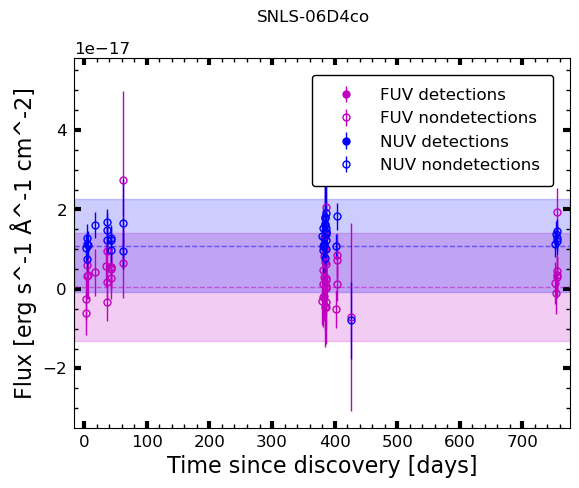 SNLS-06D4co
1e−17
FUV detections
FUV nondetections
NUV detections
NUV nondetections
4
2
0
−2
Flux [erg s^-1 Å^-1 cm^-2]
0 100 200 300 400 500 600 700
Time since discovery [days]